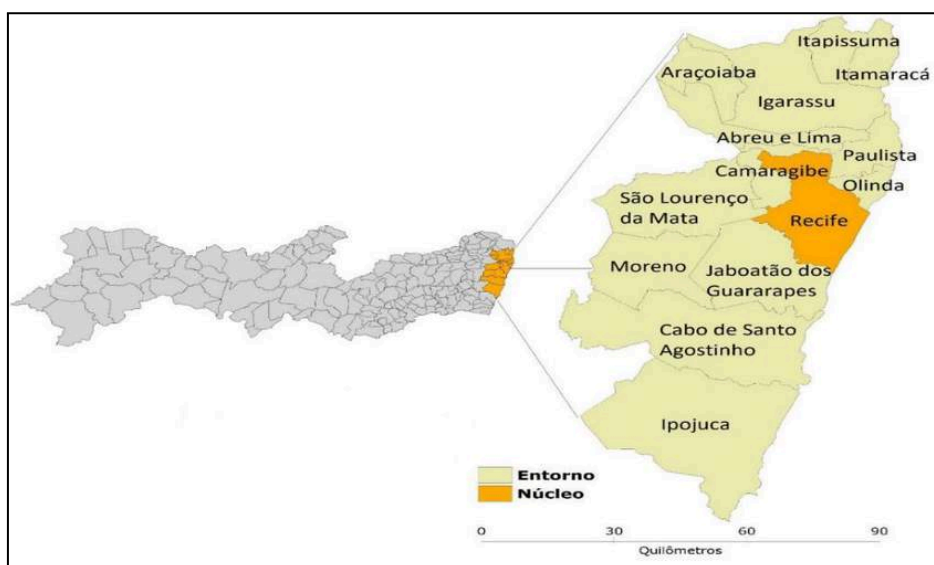 Itapissuma
Araçoiaba
Itamaracá
Igarassu
Abreu e Lima
Paulista
Camaragibe
Olinda
São Lourenço
da Mata
Recife
Moreno
Jaboatão dos
Guararapes
Cabo de Santo
Agostinho
Ipojuca
Entorno
Núcleo
0 30 60 90
Quilômetros